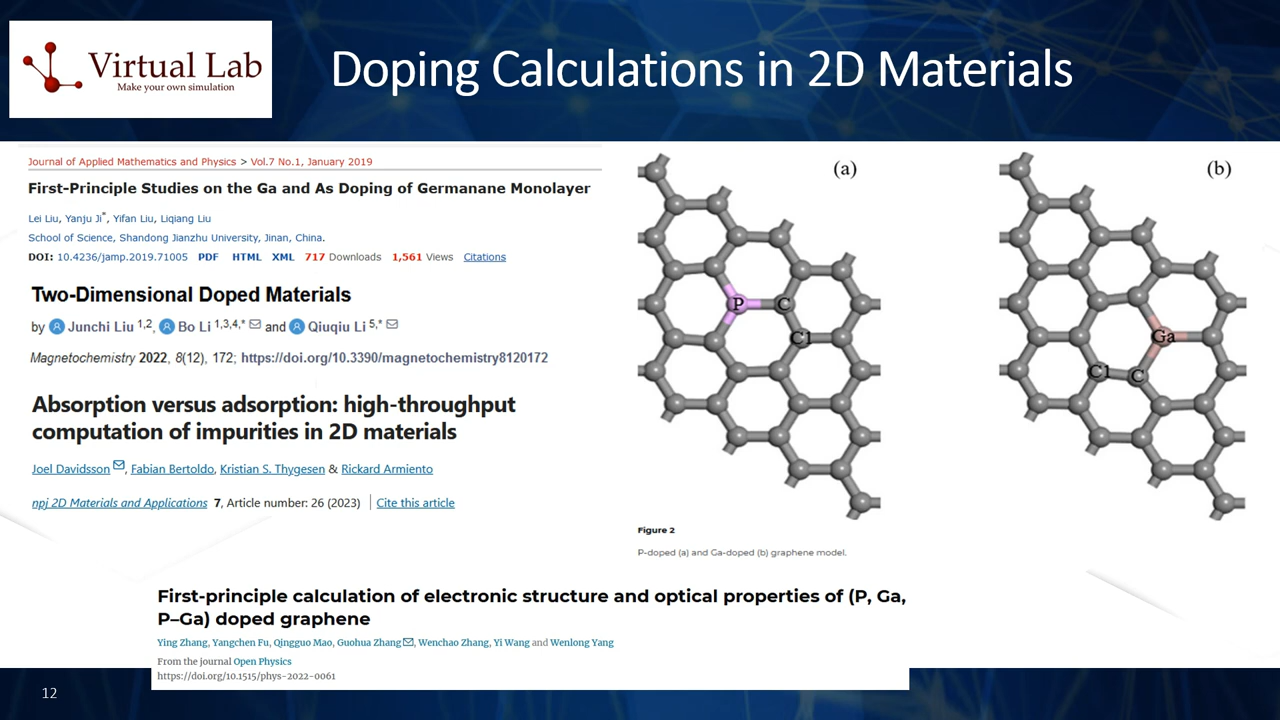 Virtual Lab
Make your own simulation
Doping Calculations in 2D Materials
Journal of Applied Mathematics and Physics > Vol.7 No.1, January 2019
First-Principle Studies on the Ga and As Doping of Germanane Monolayer
Lei Liu, Yanju Ji*, Yifan Liu, Liqiang Liu
School of Science, Shandong Jianzhu University, Jinan, China.
DOI: 10.4236/jamp.2019.71005 PDF HTML XML 717 Downloads 1,561 Views Citations
Two-Dimensional Doped Materials
by Junchi Liu 1,2, Bo Li 1,3,4,* and Qiuqiu Li 5,*
Magnetochemistry 2022, 8(12), 172; https://doi.org/10.3390/magnetochemistry8120172
Absorption versus adsorption: high-throughput
computation of impurities in 2D materials
Joel Davidsson, Fabian Bertoldo, Kristian S. Thygesen & Rickard Armiento
npj 2D Materials and Applications 7, Article number: 26 (2023) | Cite this article
(a)
P C
C1
(b)
Ga
C1 C
Figure 2
P-doped (a) and Ga-doped (b) graphene model.
First-principle calculation of electronic structure and optical properties of (P, Ga,
P–Ga) doped graphene
Ying Zhang, Yangchen Fu, Qingguo Mao, Guohua Zhang, Wenchao Zhang, Yi Wang and Wenlong Yang
From the journal Open Physics
https://doi.org/10.1515/phys-2022-0061
12